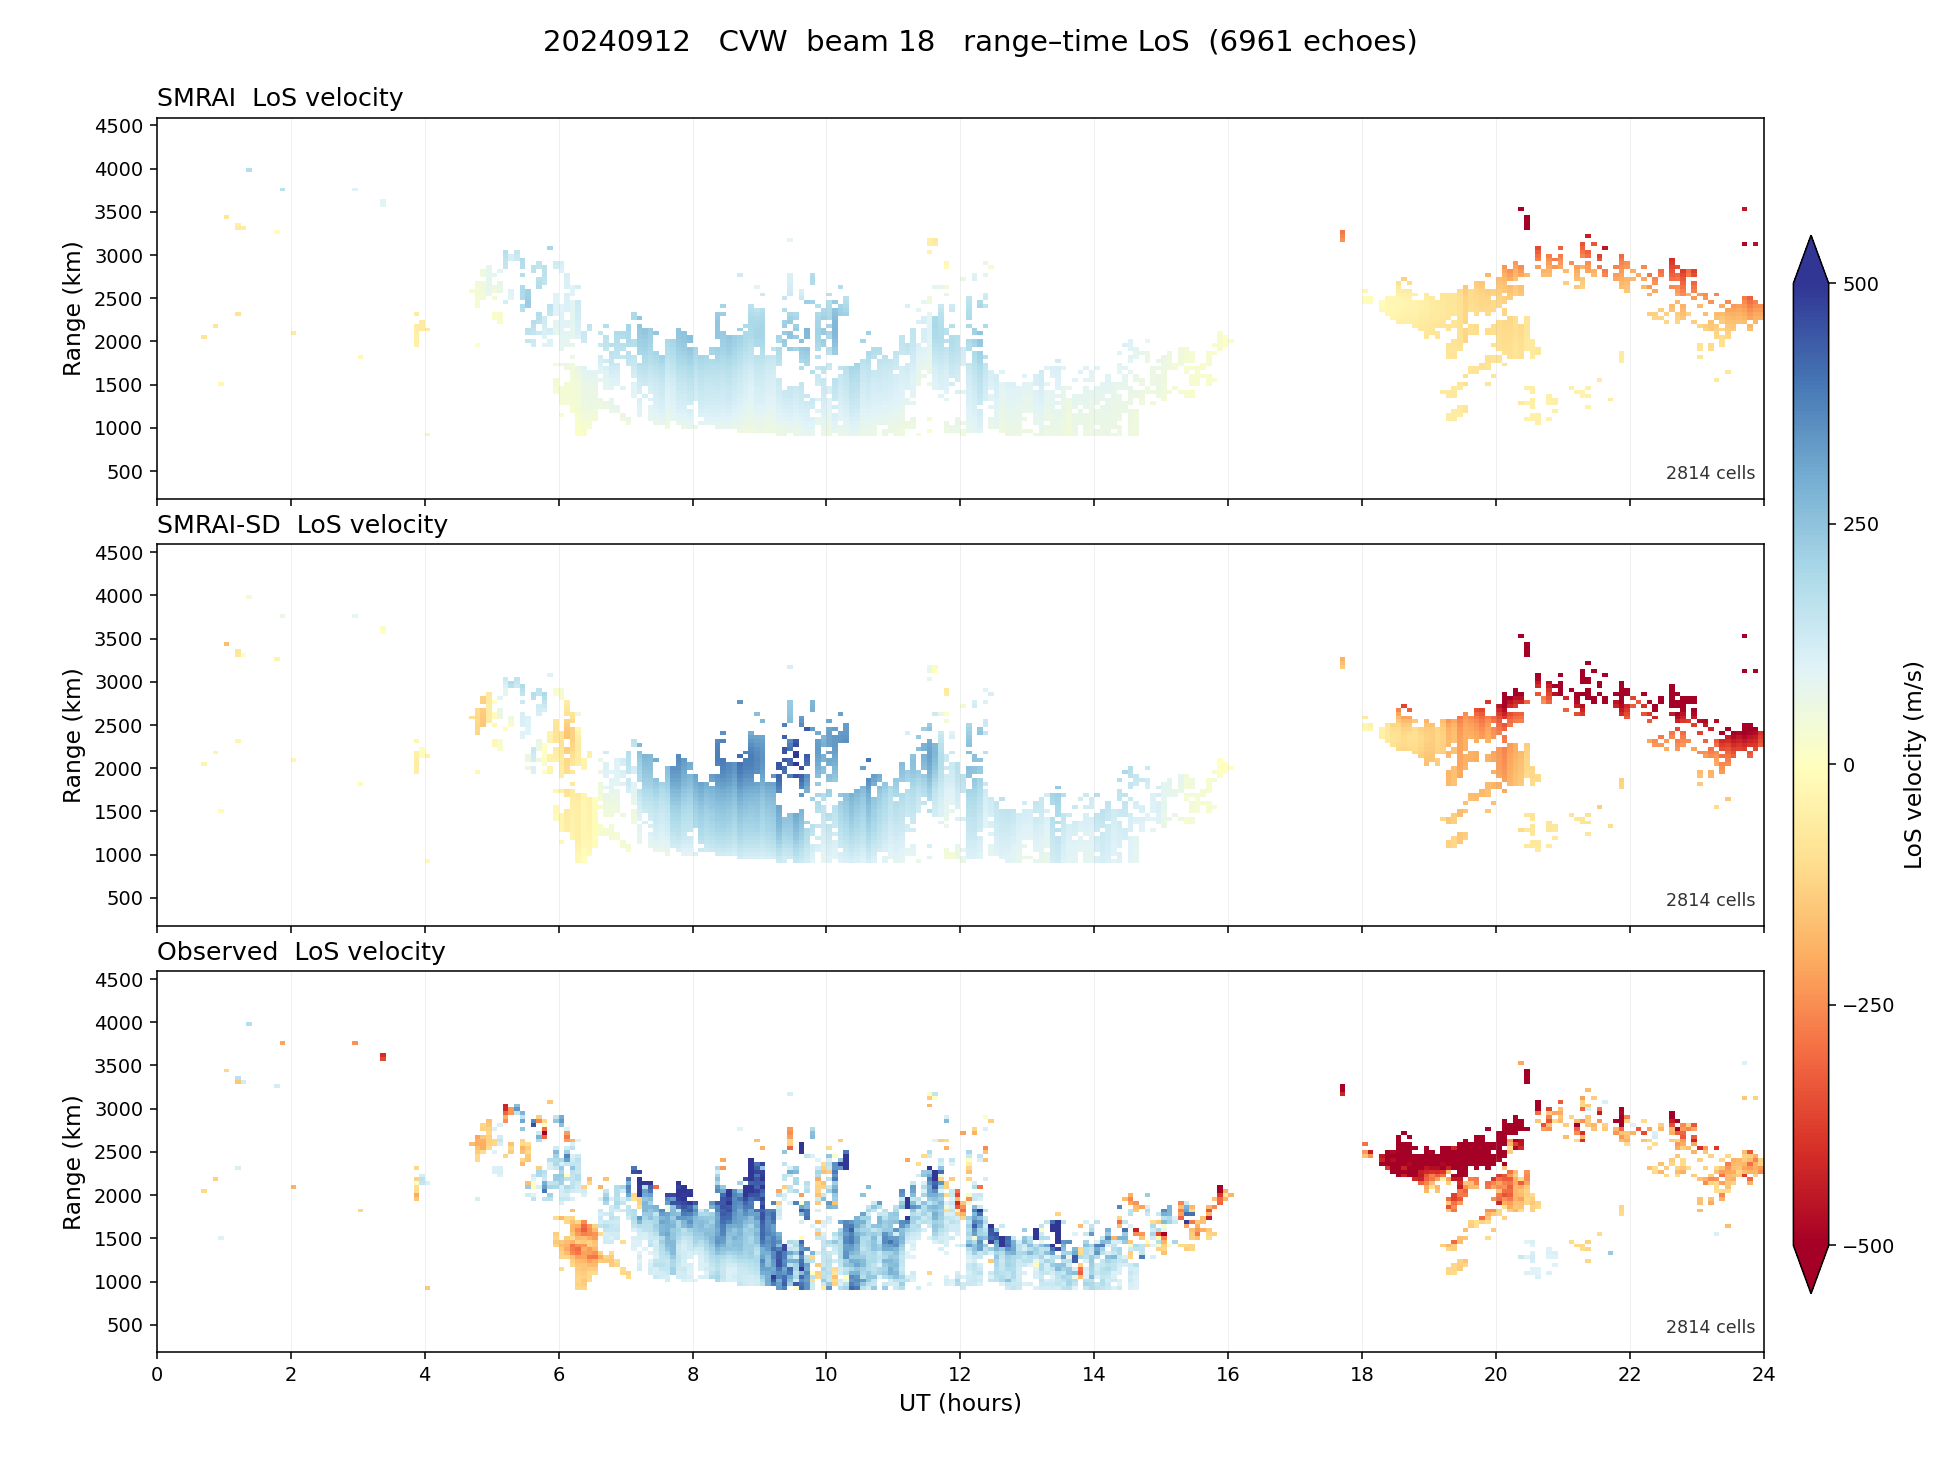 20240912 CVW beam 18 range–time LoS (6961 echoes)
SMRAI LoS velocity
4500
4000
3500
3000
2500
2000
1500
1000
500
Range (km)
2814 cells
SMRAI-SD LoS velocity
4500
4000
3500
3000
2500
2000
1500
1000
500
Range (km)
2814 cells
Observed LoS velocity
4500
4000
3500
3000
2500
2000
1500
1000
500
Range (km)
2814 cells
0 2 4 6 8 10 12 14 16 18 20 22 24
UT (hours)
500
250
0
−250
−500
LoS velocity (m/s)